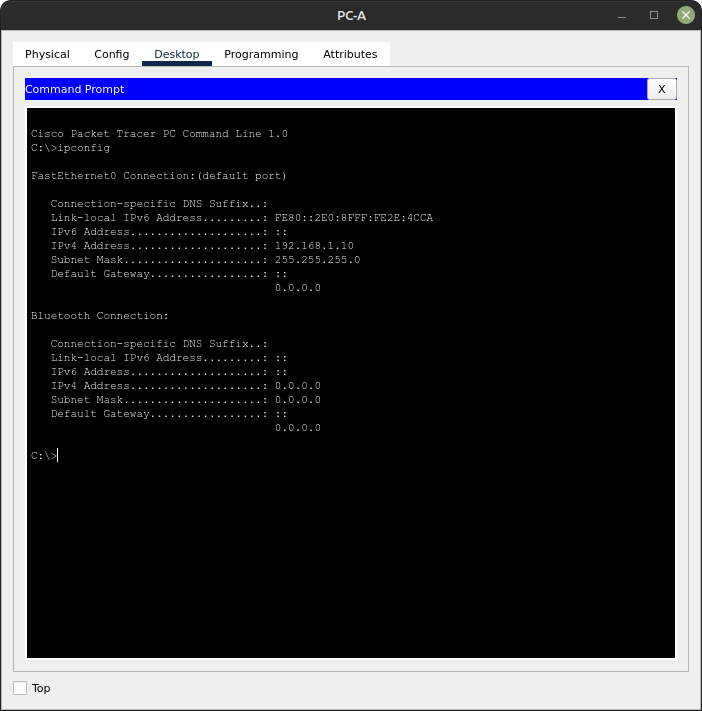 PC-A
Physical Config Desktop Programming Attributes
Command Prompt X
Cisco Packet Tracer PC Command Line 1.0
C:\>ipconfig
FastEthernet0 Connection:(default port)
Connection-specific DNS Suffix..:
Link-local IPv6 Address.........: FE80::2E0:8FFF:FE2E:4CCA
IPv6 Address....................: ::
IPv4 Address....................: 192.168.1.10
Subnet Mask.....................: 255.255.255.0
Default Gateway.................: ::
0.0.0.0
Bluetooth Connection:
Connection-specific DNS Suffix..:
Link-local IPv6 Address.........: ::
IPv6 Address....................: ::
IPv4 Address....................: 0.0.0.0
Subnet Mask.....................: 0.0.0.0
Default Gateway.................: ::
0.0.0.0
C:\>
Top